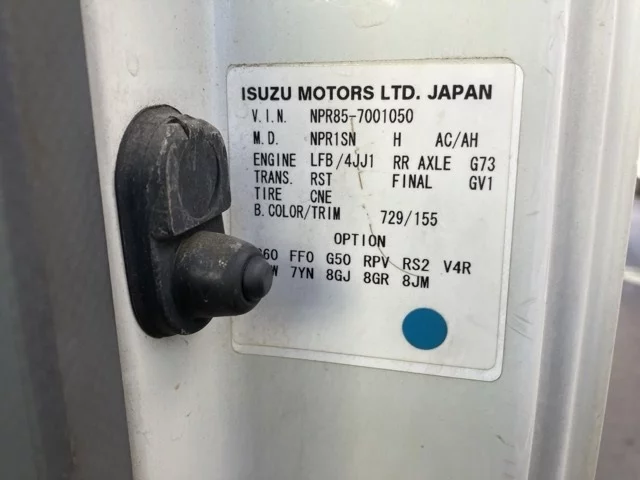 ISUZU MOTORS LTD. JAPAN
V.I.N. NPR85-7001050
M.D. NPR1SN H AC/AH
ENGINE LFB/4JJ1 RR AXLE G73
TRANS. RST FINAL GV1
TIRE CNE
B.COLOR/TRIM 729/155
OPTION
FF0 G50 RPV RS2 V4R
7YN 8GJ 8GR 8JM